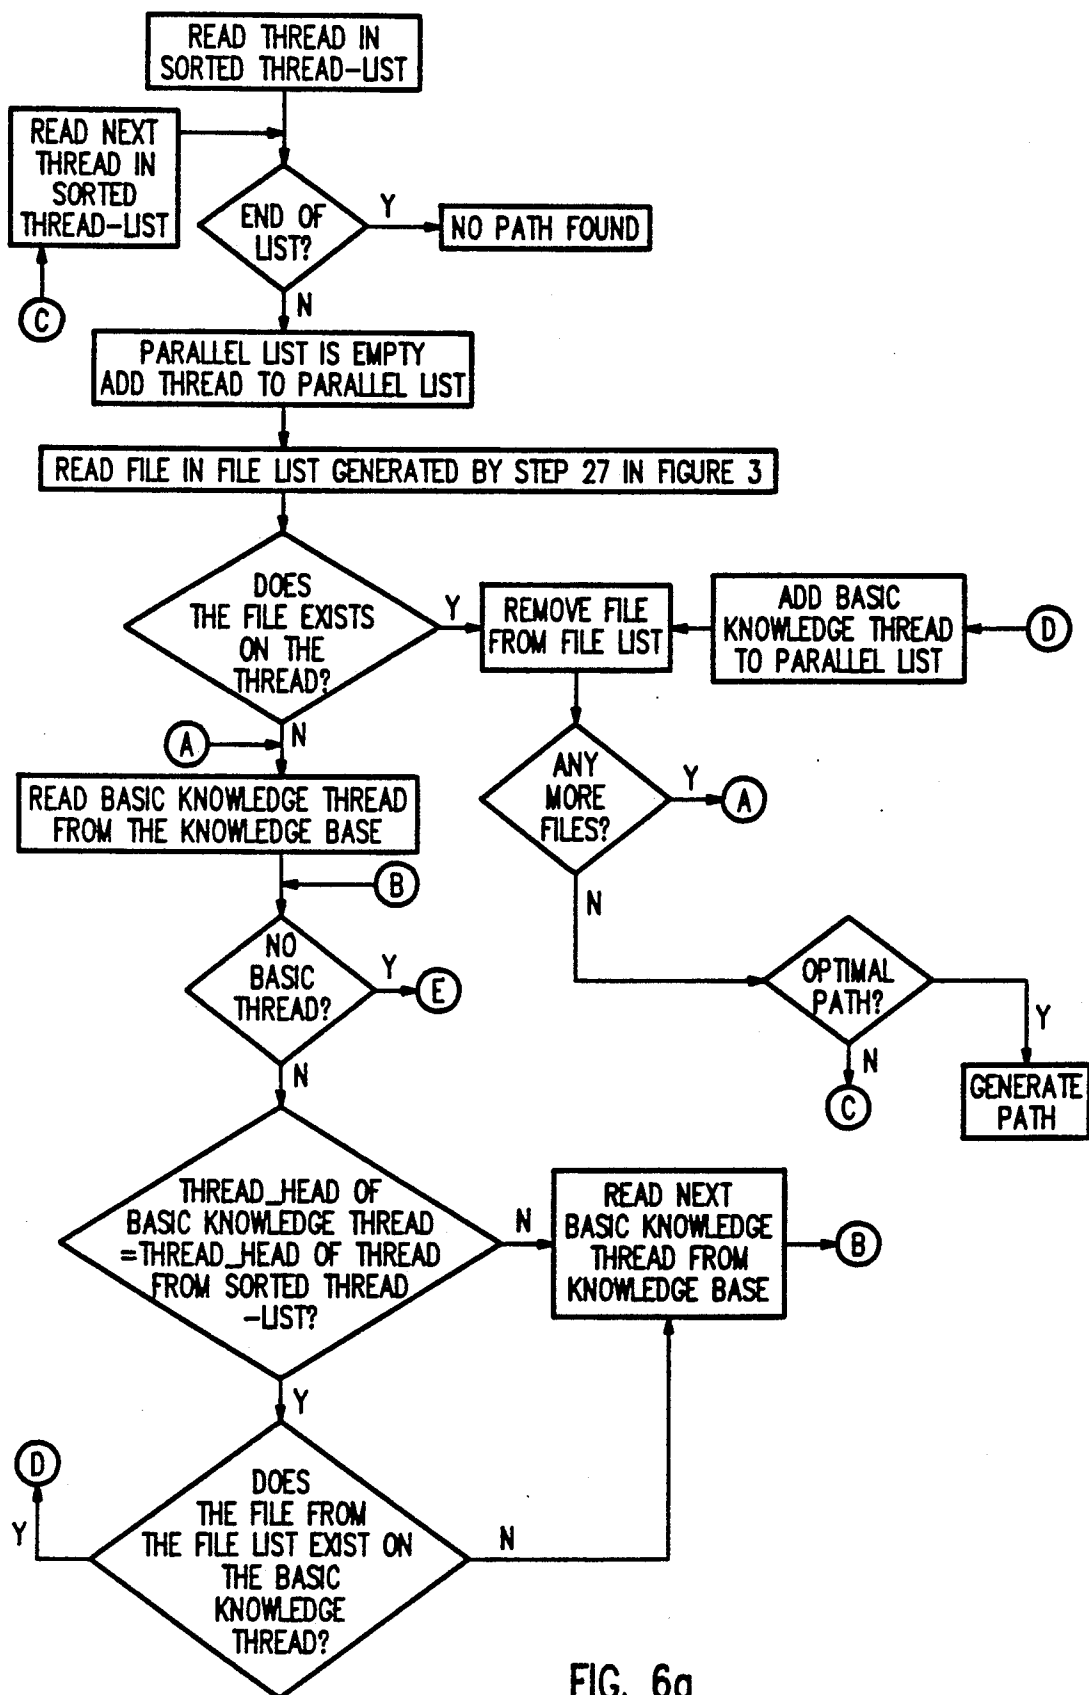 READ THREAD IN
SORTED THREAD-LIST
READ NEXT
THREAD IN
SORTED
THREAD-LIST
END OF
LIST?
Y
NO PATH FOUND
C
N
PARALLEL LIST IS EMPTY
ADD THREAD TO PARALLEL LIST
READ FILE IN FILE LIST GENERATED BY STEP 27 IN FIGURE 3
DOES
THE FILE EXISTS
ON THE
THREAD?
Y
REMOVE FILE
FROM FILE LIST
ADD BASIC
KNOWLEDGE THREAD
TO PARALLEL LIST
D
A
N
READ BASIC KNOWLEDGE THREAD
FROM THE KNOWLEDGE BASE
ANY
MORE
FILES?
Y
A
B
N
NO
BASIC
THREAD?
Y
E
OPTIMAL
PATH?
Y
N
C
GENERATE
PATH
N
THREAD_HEAD OF
BASIC KNOWLEDGE THREAD
=THREAD_HEAD OF THREAD
FROM SORTED THREAD
-LIST?
N
READ NEXT
BASIC KNOWLEDGE
THREAD FROM
KNOWLEDGE BASE
B
Y
D
Y
DOES
THE FILE FROM
THE FILE LIST EXIST ON
THE BASIC
KNOWLEDGE
THREAD?
N
FIG. 6a